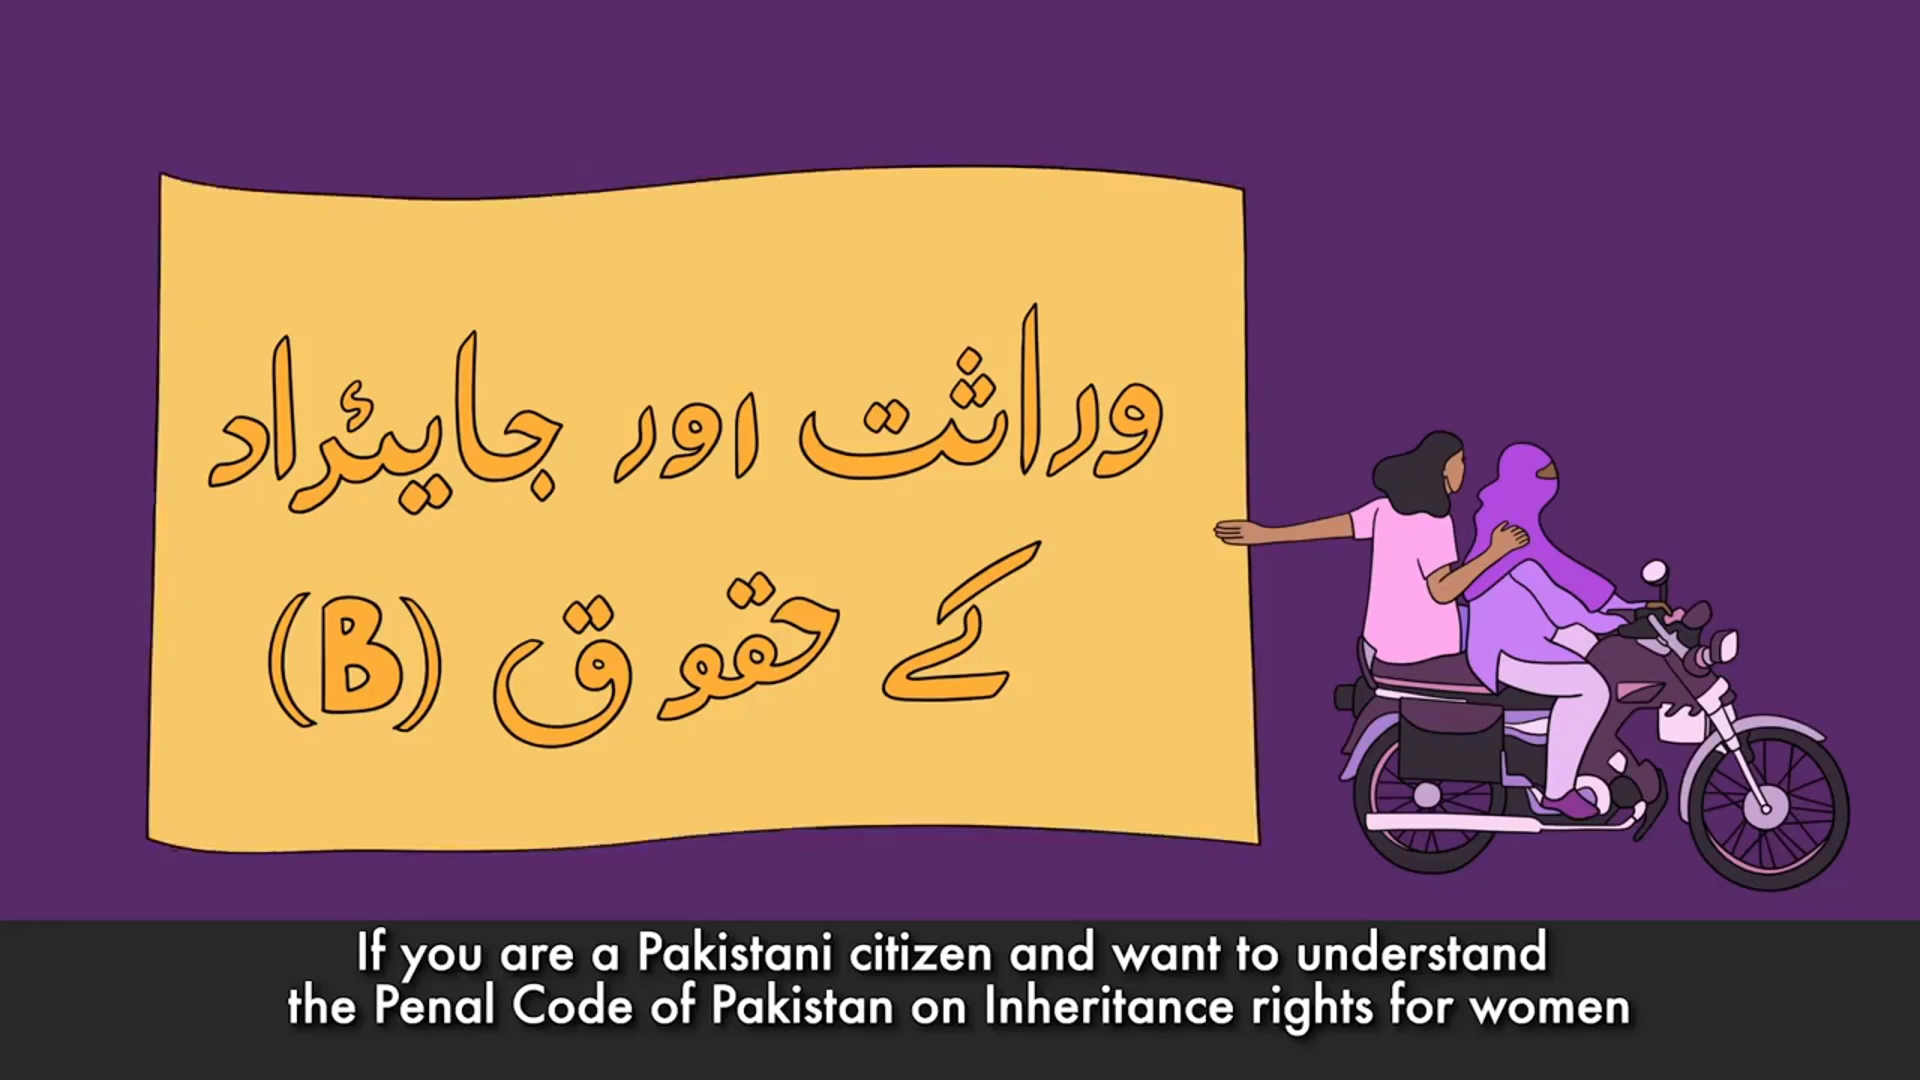 وراثت اور جایئراد
کے حقوق (B)
If you are a Pakistani citizen and want to understand
the Penal Code of Pakistan on Inheritance rights for women